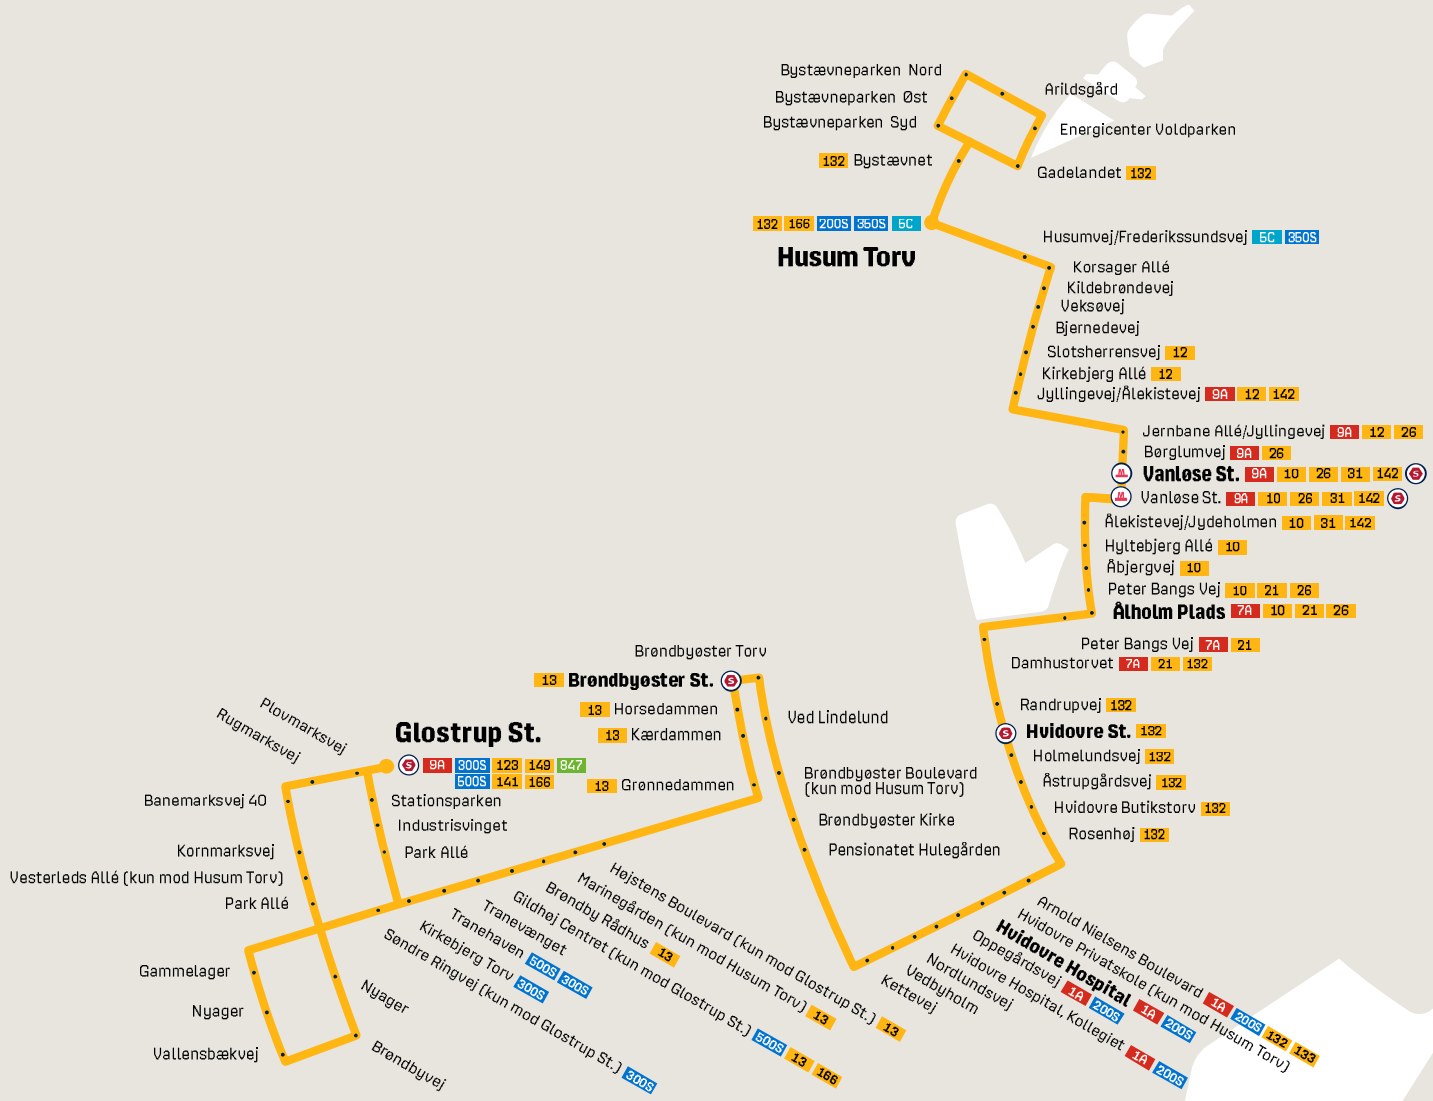 Bystævneparken Nord
Bystævneparken Øst
Bystævneparken Syd
132 Bystævnet
Arildsgård
Energicenter Voldparken
Gadelandet 132
132 166 200S 350S 5C
Husum Torv
Husumvej/Frederikssundsvej 5C 350S
Korsager Allé
Kildebrøndevej
Veksøvej
Bjernedevej
Slotsherrensvej 12
Kirkebjerg Allé 12
Jyllingevej/Ålekistevej 9A 12 142
Jernbane Allé/Jyllingevej 9A 12 26
Børglumvej 9A 26
Vanløse St. 9A 10 26 31 142 S
Vanløse St. 9A 10 26 31 142 S
Ålekistevej/Jydeholmen 10 31 142
Hyltebjerg Allé 10
Åbjergvej 10
Peter Bangs Vej 10 21 26
Ålholm Plads 7A 10 21 26
Peter Bangs Vej 7A 21
Damhustorvet 7A 21 132
Randrupvej 132
S Hvidovre St. 132
Holmelundsvej 132
Åstrupgårdsvej 132
Hvidovre Butikstorv 132
Rosenhøj 132
Arnold Nielsens Boulevard 1A 200S 132 133
Hvidovre Privatskole (kun mod Husum Torv)
Hvidovre Hospital 1A 200S
Oppegårdsvej 1A 200S
Hvidovre Hospital, Kollegiet 1A 200S
Nordlundsvej
Vedbyholm
Kettevej
Pensionatet Hulegården
Brøndbyøster Kirke
Brøndbyøster Boulevard
(kun mod Husum Torv)
Ved Lindelund
Brøndbyøster Torv
13 Brøndbyøster St. S
13 Horsedammen
13 Kærdammen
13 Grønnedammen
Højstens Boulevard (kun mod Glostrup St.) 13
Marinegården (kun mod Husum Torv) 13
Brøndby Rådhus 13
Gildhøj Centret (kun mod Glostrup St.) 500S 13 166
Tranevænget
Tranehaven 500S 300S
Kirkebjerg Torv 300S
Søndre Ringvej (kun mod Glostrup St.) 300S
Glostrup St.
S 9A 300S 123 149 847
500S 141 166
Stationsparken
Industrisvinget
Park Allé
Plovmarksvej
Rugmarksvej
Banemarksvej 40
Kornmarksvej
Vesterleds Allé (kun mod Husum Torv)
Park Allé
Gammelager
Nyager
Vallensbækvej
Nyager
Brøndbyvej